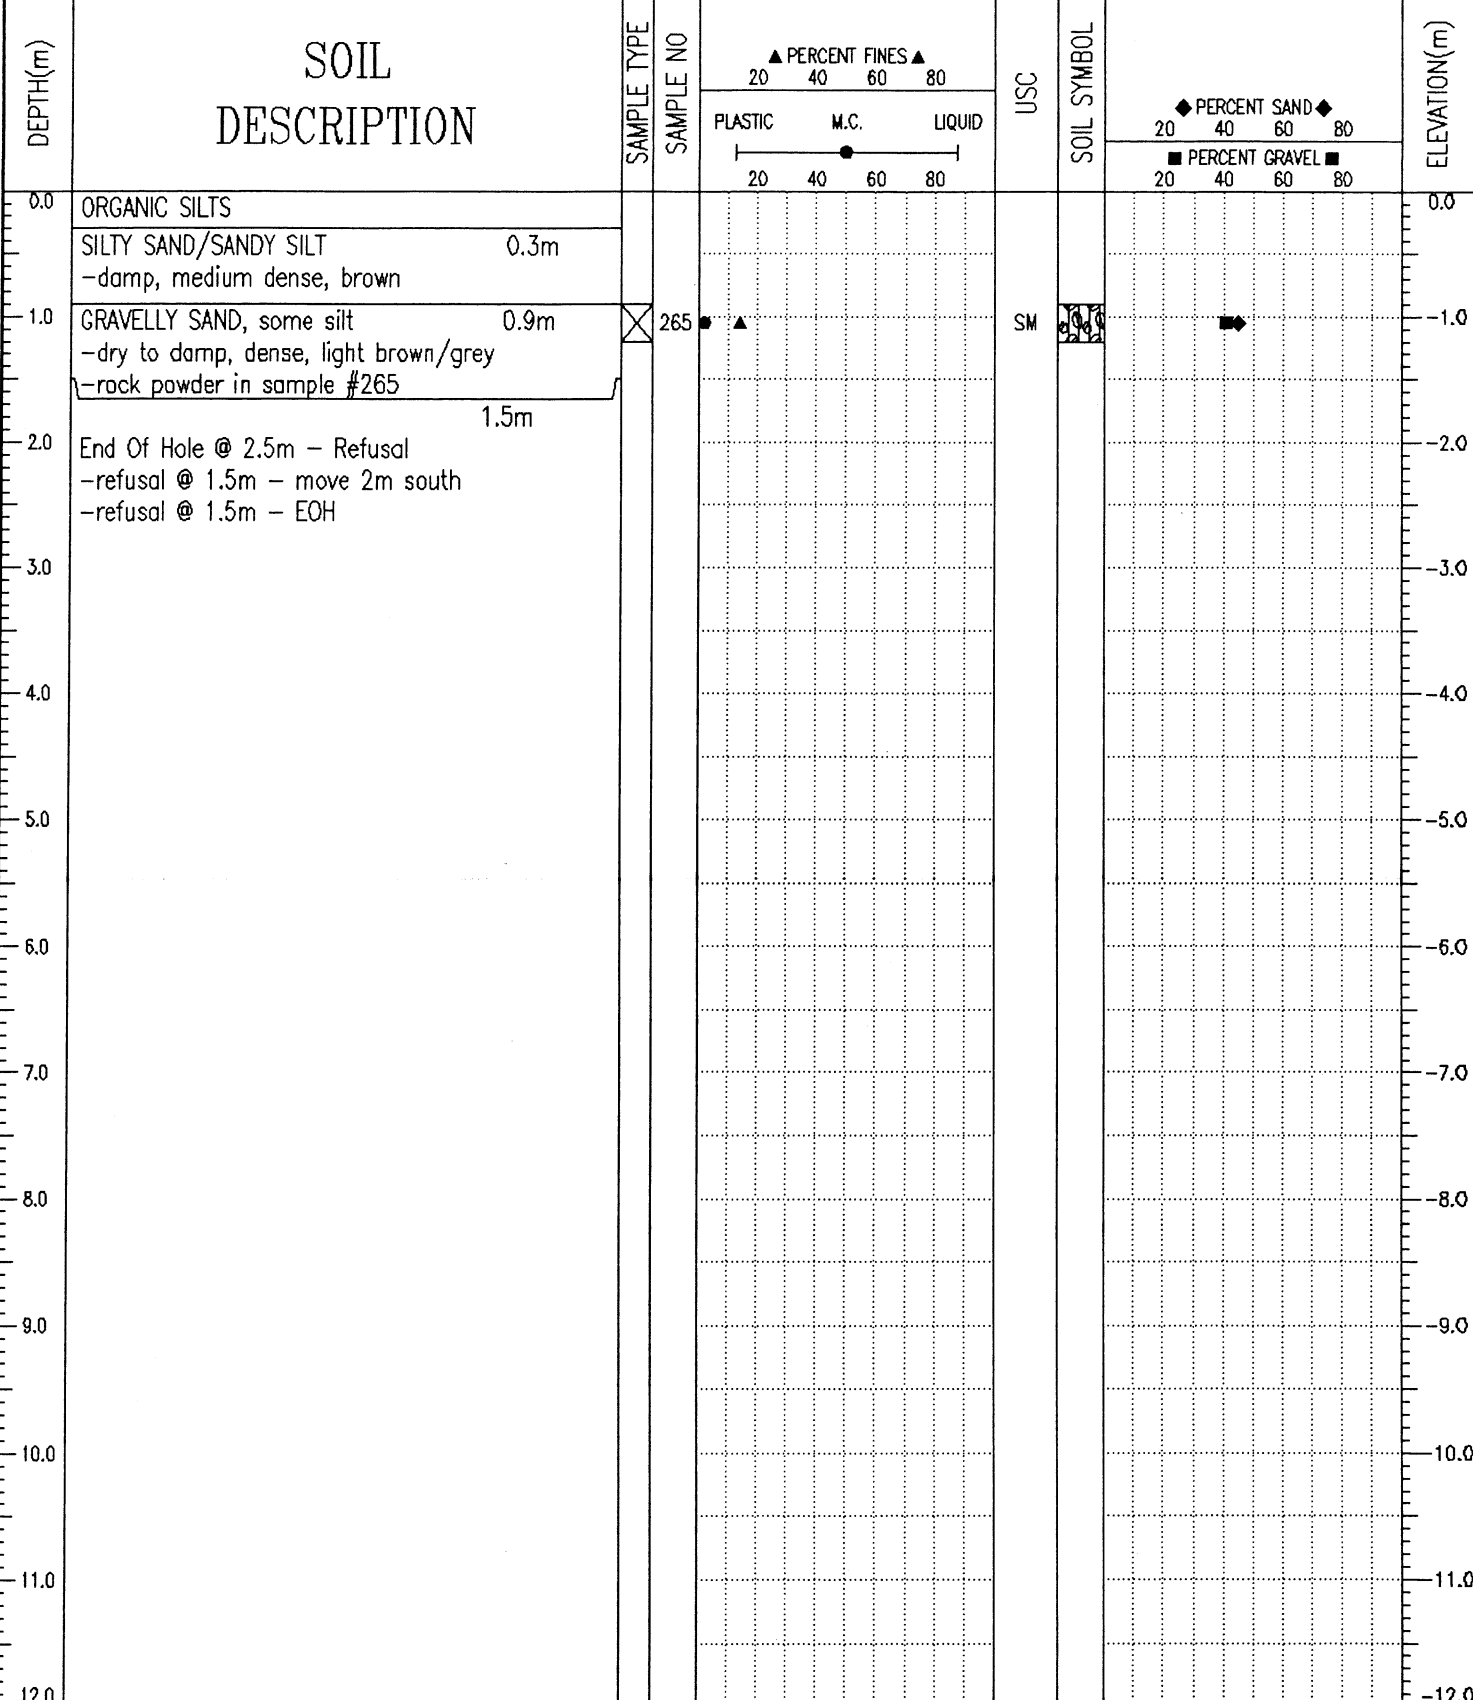 DEPTH(m)
SOIL
DESCRIPTION
SAMPLE TYPE
SAMPLE NO
▲ PERCENT FINES ▲
20 40 60 80
PLASTIC M.C. LIQUID
20 40 60 80
USC
SOIL SYMBOL
◆ PERCENT SAND ◆
20 40 60 80
■ PERCENT GRAVEL ■
20 40 60 80
ELEVATION(m)
0.0 ORGANIC SILTS 0.0
SILTY SAND/SANDY SILT 0.3m
-damp, medium dense, brown
1.0 GRAVELLY SAND, some silt 0.9m 265 SM -1.0
-dry to damp, dense, light brown/grey
-rock powder in sample #265
1.5m
2.0 End Of Hole @ 2.5m - Refusal -2.0
-refusal @ 1.5m - move 2m south
-refusal @ 1.5m - EOH
3.0 -3.0
4.0 -4.0
5.0 -5.0
6.0 -6.0
7.0 -7.0
8.0 -8.0
9.0 -9.0
10.0 -10.0
11.0 -11.0
12.0 -12.0